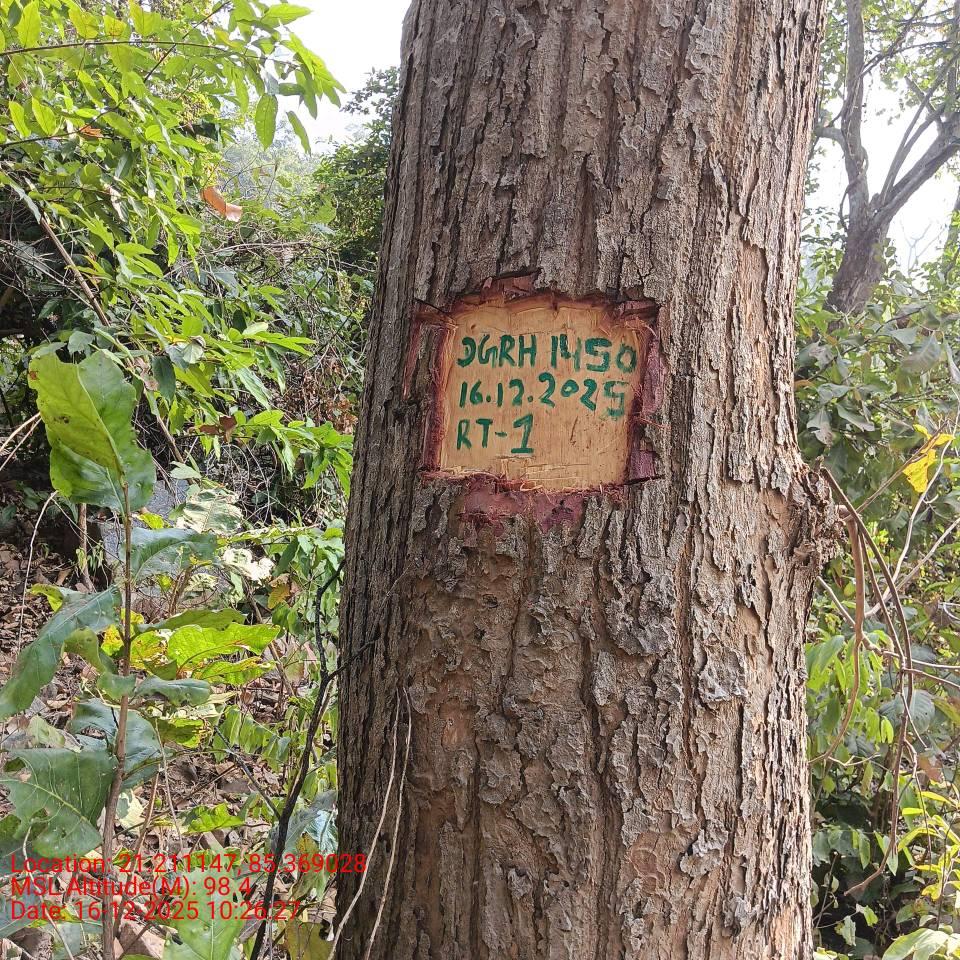 DGRH 1450
16.12.2025
RT-1
Location: 21.211147, 85.369028
MSL Altitude(M): 98.4
Date: 16-12-2025 10:26:27